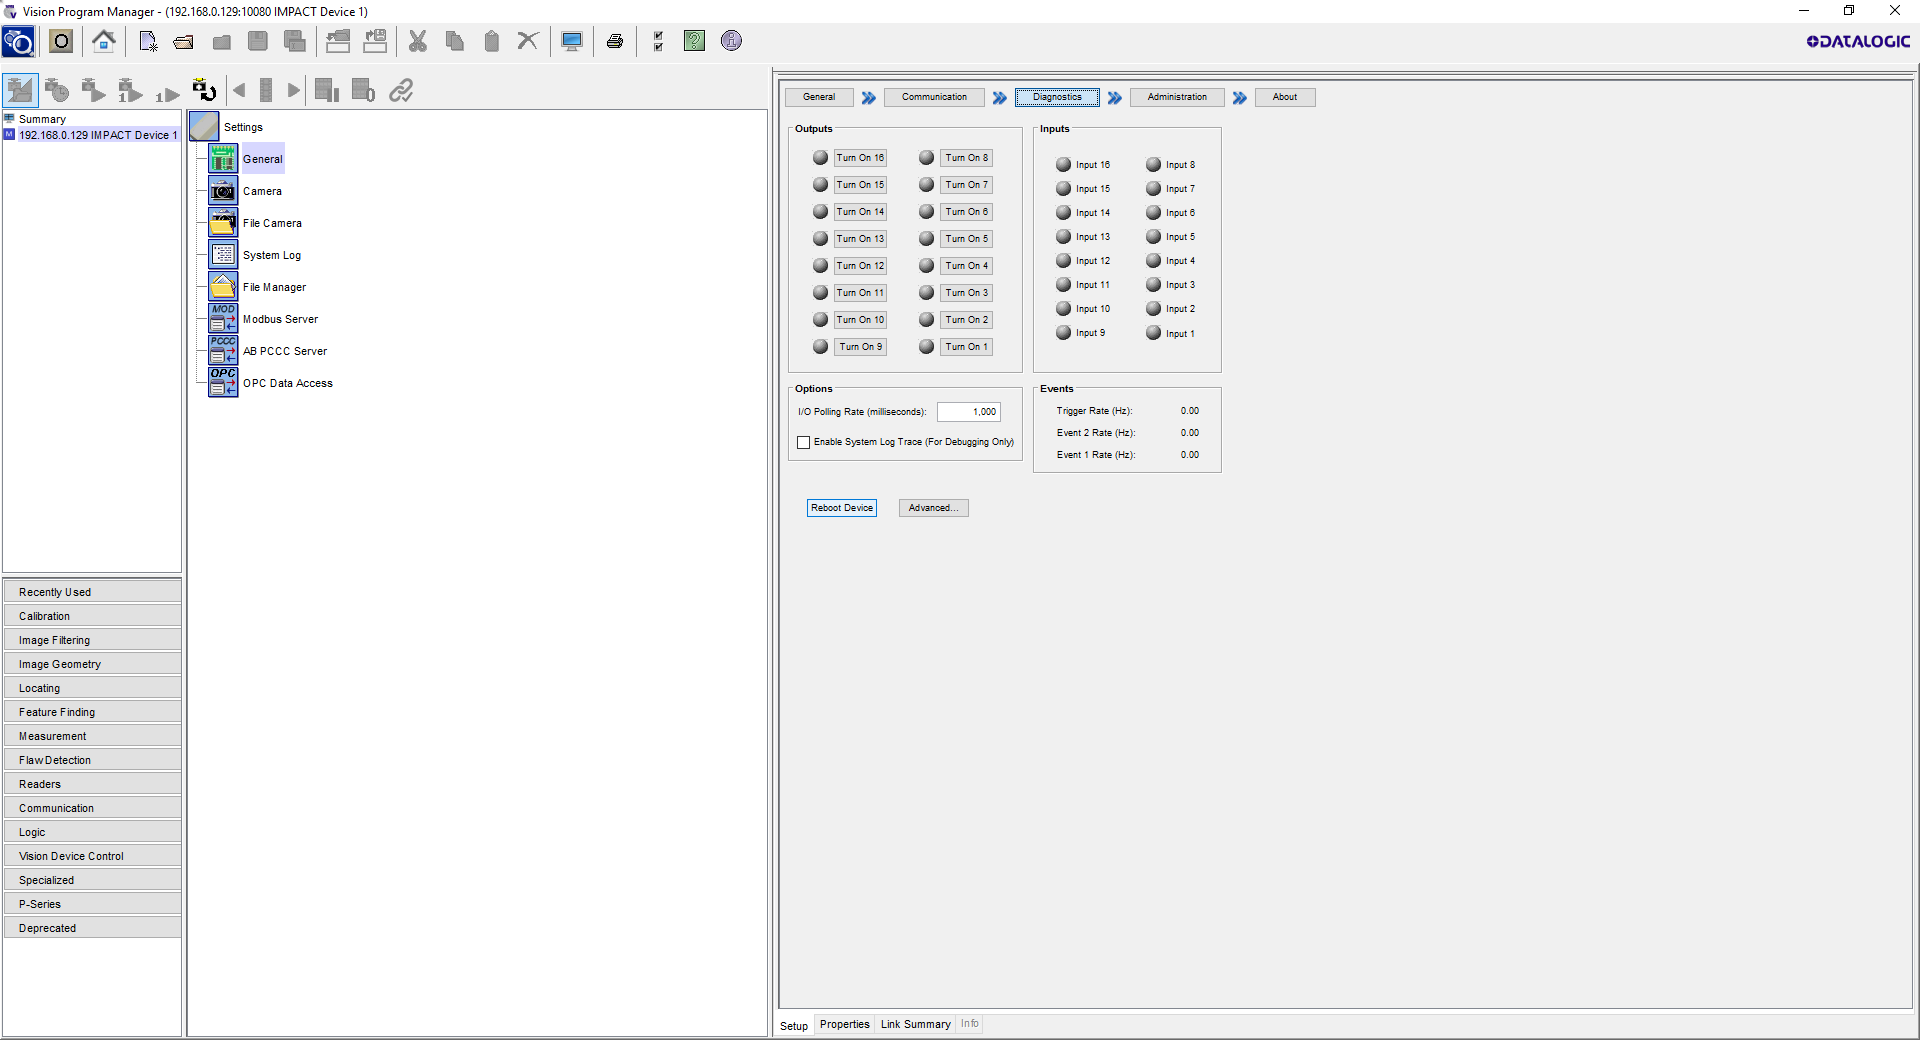 Vision Program Manager - (192.168.0.129:10080 IMPACT Device 1)
DATALOGIC
Summary
192.168.0.129 IMPACT Device 1
Recently Used
Calibration
Image Filtering
Image Geometry
Locating
Feature Finding
Measurement
Flaw Detection
Readers
Communication
Logic
Vision Device Control
Specialized
P-Series
Deprecated
Settings
General
Camera
File Camera
System Log
File Manager
MOD
Modbus Server
PCCC
AB PCCC Server
OPC
OPC Data Access
General
Communication
Diagnostics
Administration
About
Outputs
Turn On 16 Turn On 8
Turn On 15 Turn On 7
Turn On 14 Turn On 6
Turn On 13 Turn On 5
Turn On 12 Turn On 4
Turn On 11 Turn On 3
Turn On 10 Turn On 2
Turn On 9 Turn On 1
Inputs
Input 16 Input 8
Input 15 Input 7
Input 14 Input 6
Input 13 Input 5
Input 12 Input 4
Input 11 Input 3
Input 10 Input 2
Input 9 Input 1
Options
I/O Polling Rate (milliseconds): 1,000
Enable System Log Trace (For Debugging Only)
Events
Trigger Rate (Hz): 0.00
Event 2 Rate (Hz): 0.00
Event 1 Rate (Hz): 0.00
Reboot Device
Advanced...
Setup
Properties
Link Summary
Info